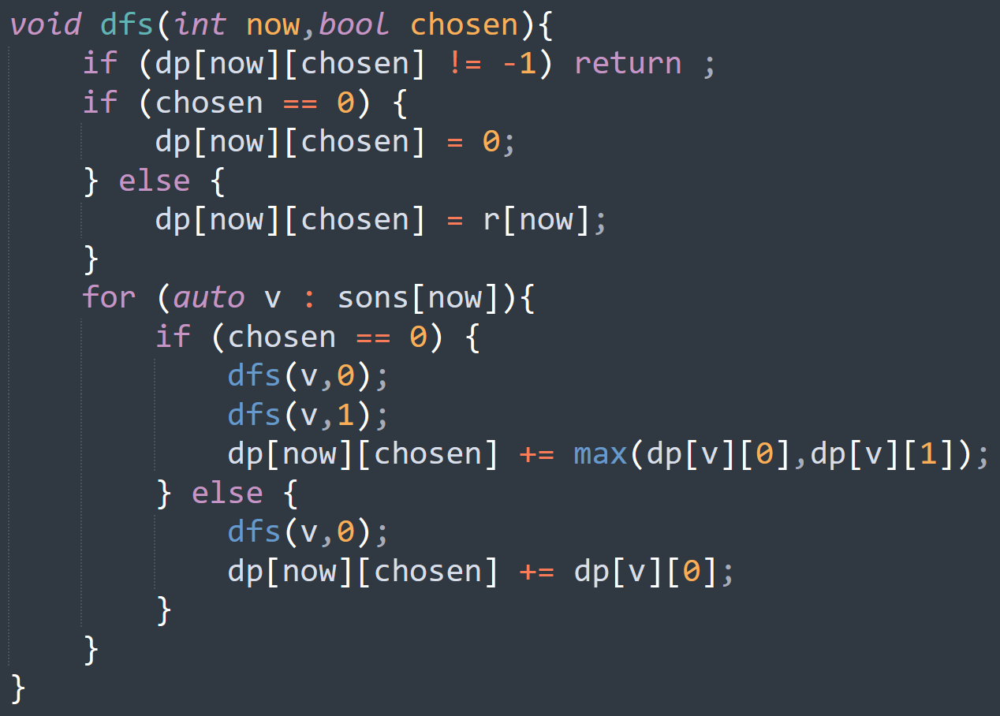 void dfs(int now,bool chosen){
    if (dp[now][chosen] != -1) return ;
    if (chosen == 0) {
        dp[now][chosen] = 0;
    } else {
        dp[now][chosen] = r[now];
    }
    for (auto v : sons[now]){
        if (chosen == 0) {
            dfs(v,0);
            dfs(v,1);
            dp[now][chosen] += max(dp[v][0],dp[v][1]);
        } else {
            dfs(v,0);
            dp[now][chosen] += dp[v][0];
        }
    }
}